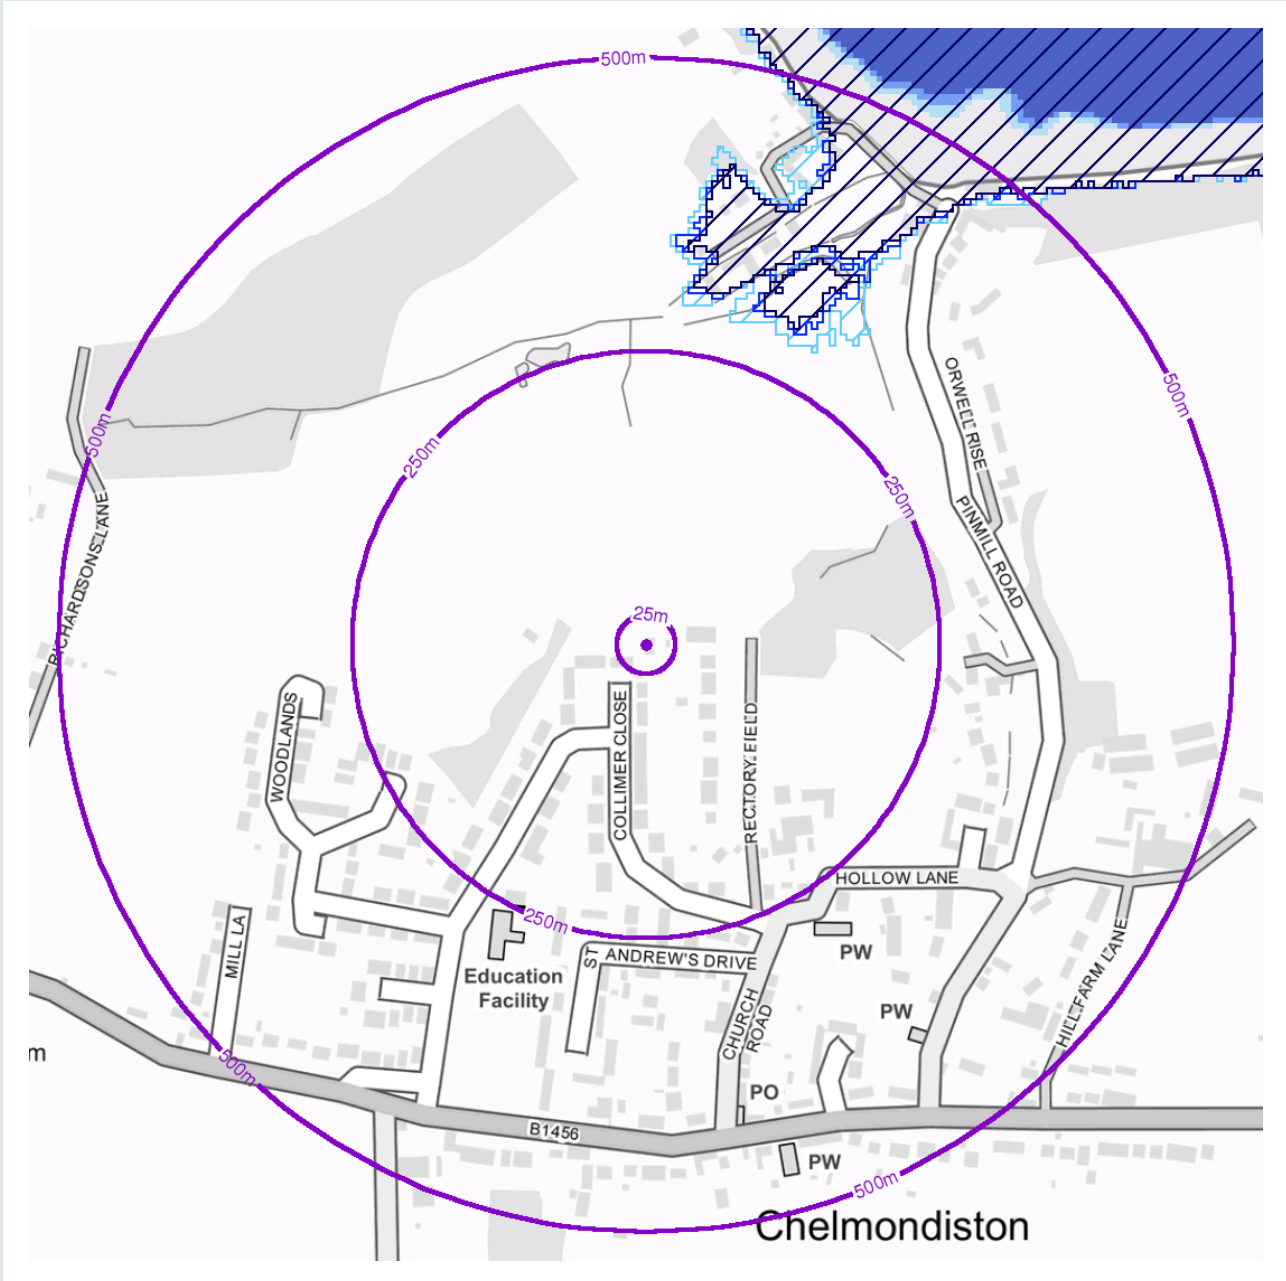 500m
500m
ORWELL RISE
500m
250m
250m
RICHARDSONS LANE
PINMILL ROAD
25m
WOODLANDS
COLLIMER CLOSE
RECTORY FIELD
HOLLOW LANE
250m
MILL LA
ST ANDREW'S DRIVE
PW
Education
Facility
HILL FARM LANE
CHURCH
ROAD
PW
m
500m
PO
B1456
PW
500m
Chelmondiston